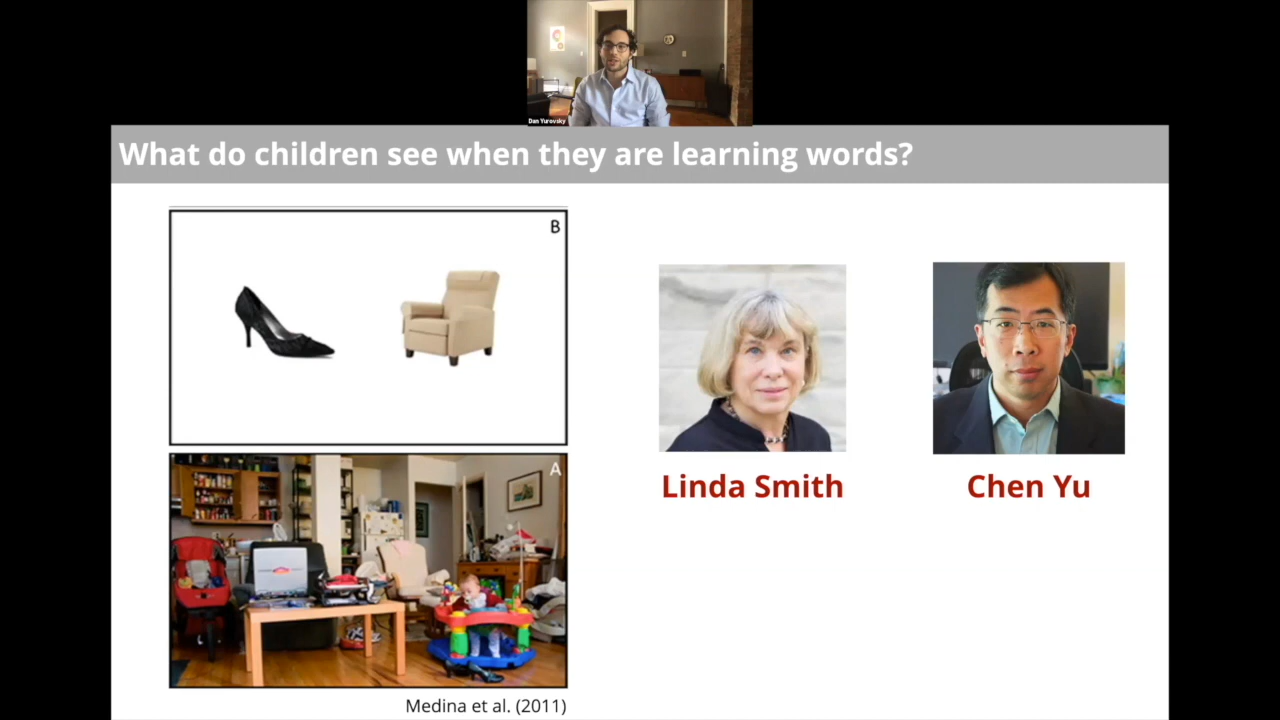 Dan Yurovsky
What do children see when they are learning words?
B
A
Linda Smith
Chen Yu
Medina et al. (2011)